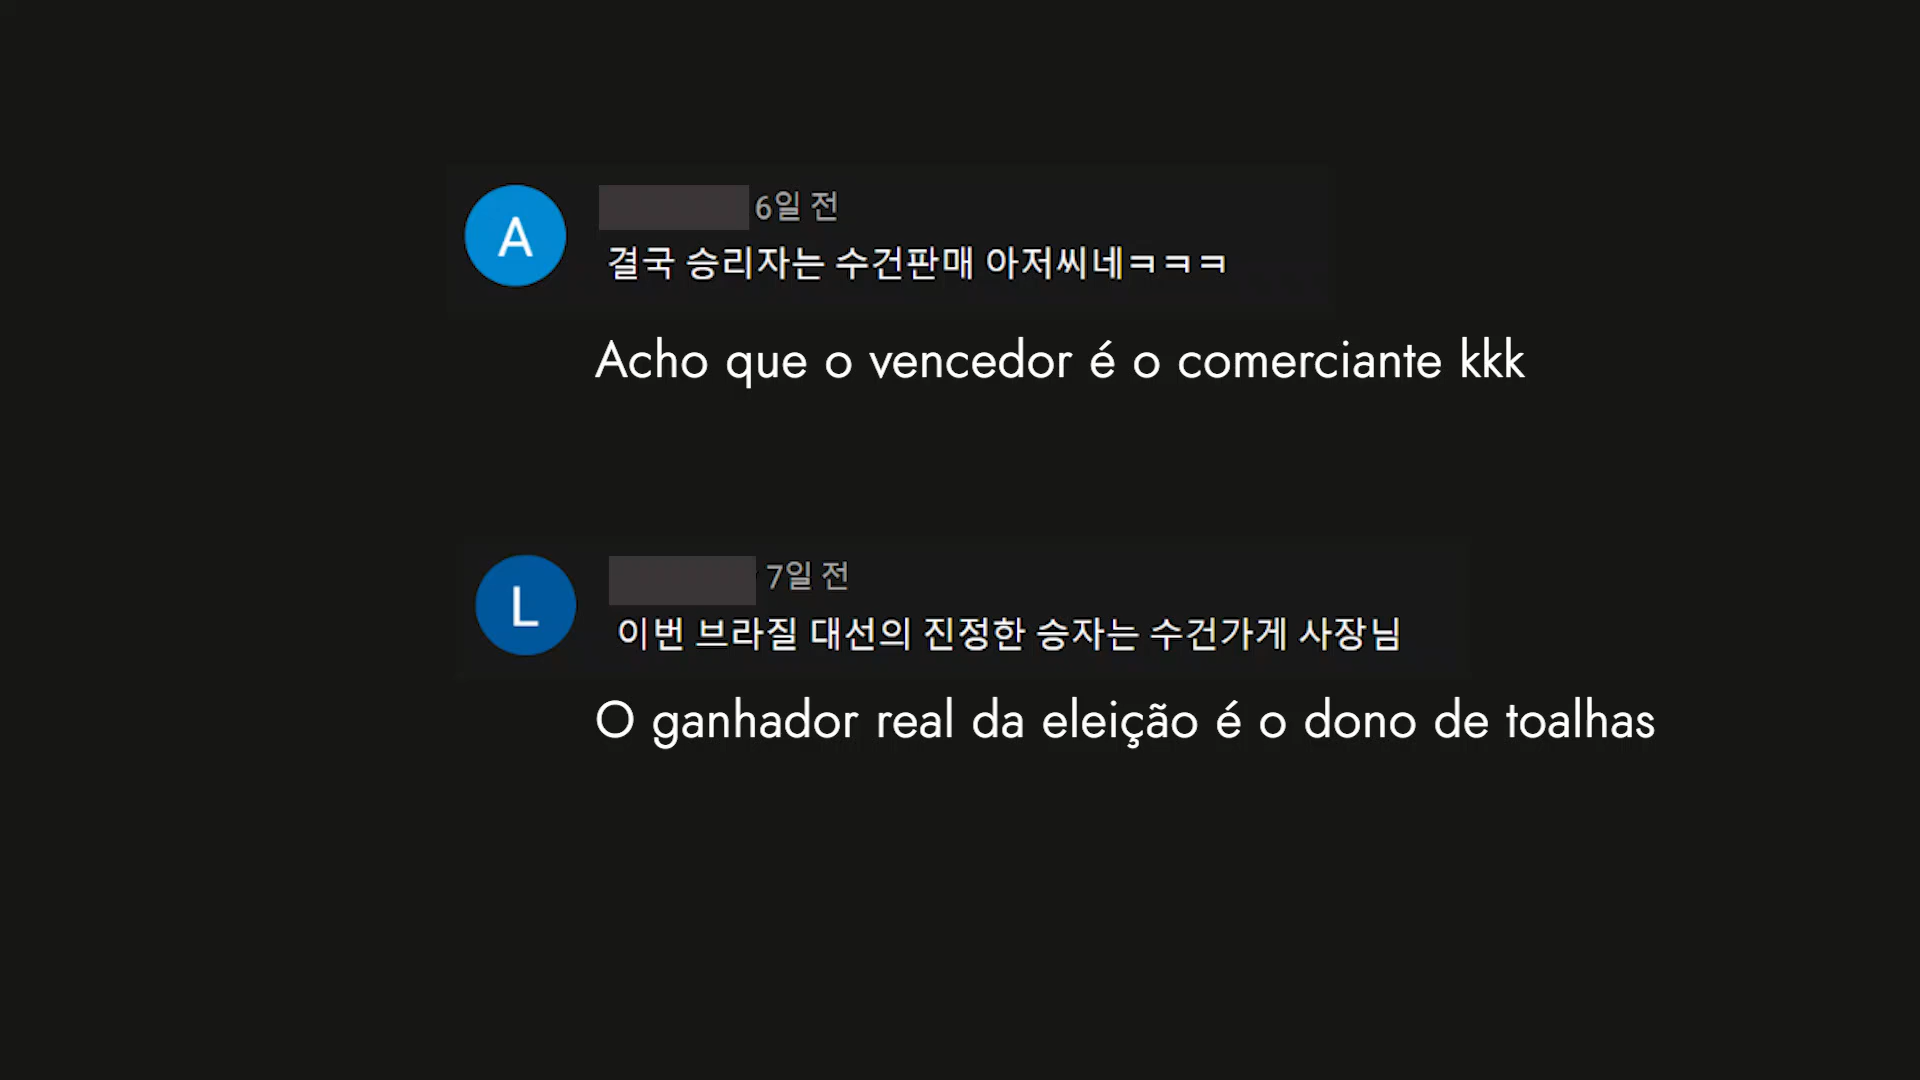 A
6일 전
결국 승리자는 수건판매 아저씨네ㅋㅋㅋ
Acho que o vencedor é o comerciante kkk
L
7일 전
이번 브라질 대선의 진정한 승자는 수건가게 사장님
O ganhador real da eleição é o dono de toalhas